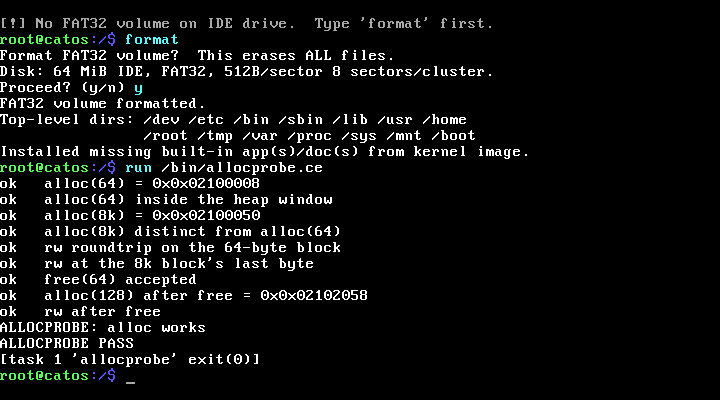 [!] No FAT32 volume on IDE drive.  Type 'format' first.
root@catos:/$ format
Format FAT32 volume?  This erases ALL files.
Disk: 64 MiB IDE, FAT32, 512B/sector 8 sectors/cluster.
Proceed? (y/n) y
FAT32 volume formatted.
Top-level dirs: /dev /etc /bin /sbin /lib /usr /home
                /root /tmp /var /proc /sys /mnt /boot
Installed missing built-in app(s)/doc(s) from kernel image.
root@catos:/$ run /bin/allocprobe.ce
ok   alloc(64) = 0x0x02100008
ok   alloc(64) inside the heap window
ok   alloc(8k) = 0x0x02100050
ok   alloc(8k) distinct from alloc(64)
ok   rw roundtrip on the 64-byte block
ok   rw at the 8k block's last byte
ok   free(64) accepted
ok   alloc(128) after free = 0x0x02102058
ok   rw after free
ALLOCPROBE: alloc works
ALLOCPROBE PASS
[task 1 'allocprobe' exit(0)]
root@catos:/$ _